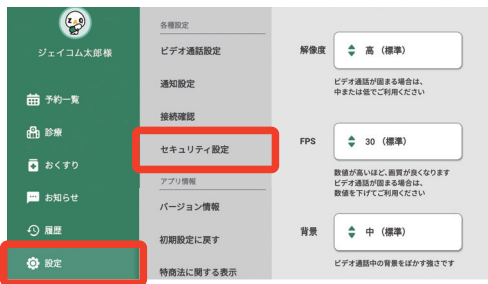 ジェイコム太郎様
予約一覧
診療
おくすり
お知らせ
履歴
設定
各種設定
ビデオ通話設定
通知設定
接続確認
セキュリティ設定
アプリ情報
バージョン情報
初期設定に戻す
特商法に関する表示
解像度
高（標準）
ビデオ通話が固まる場合は、
中または低でご利用ください
FPS
30（標準）
数値が高いほど、画質が良くなります
ビデオ通話が固まる場合は、
数値を下げてご利用ください
背景
中（標準）
ビデオ通話中の背景をぼかす強さです